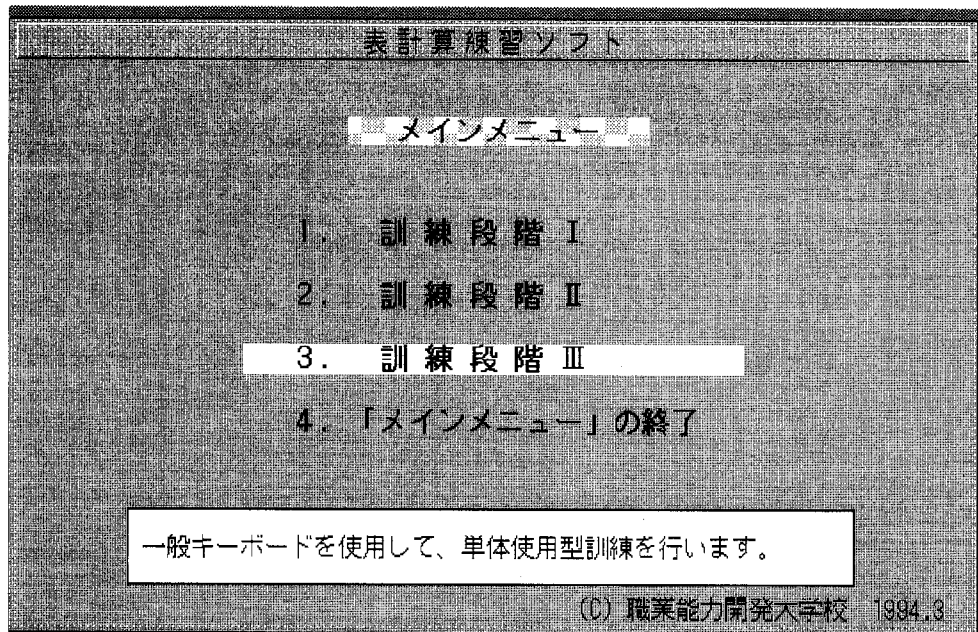 表計算練習ソフト
メインメニュー
1. 訓練段階Ⅰ
2. 訓練段階Ⅱ
3. 訓練段階Ⅲ
4. 「メインメニュー」の終了
一般キーボードを使用して、単体使用型訓練を行います。
(C) 職業能力開発大学校 1994.3